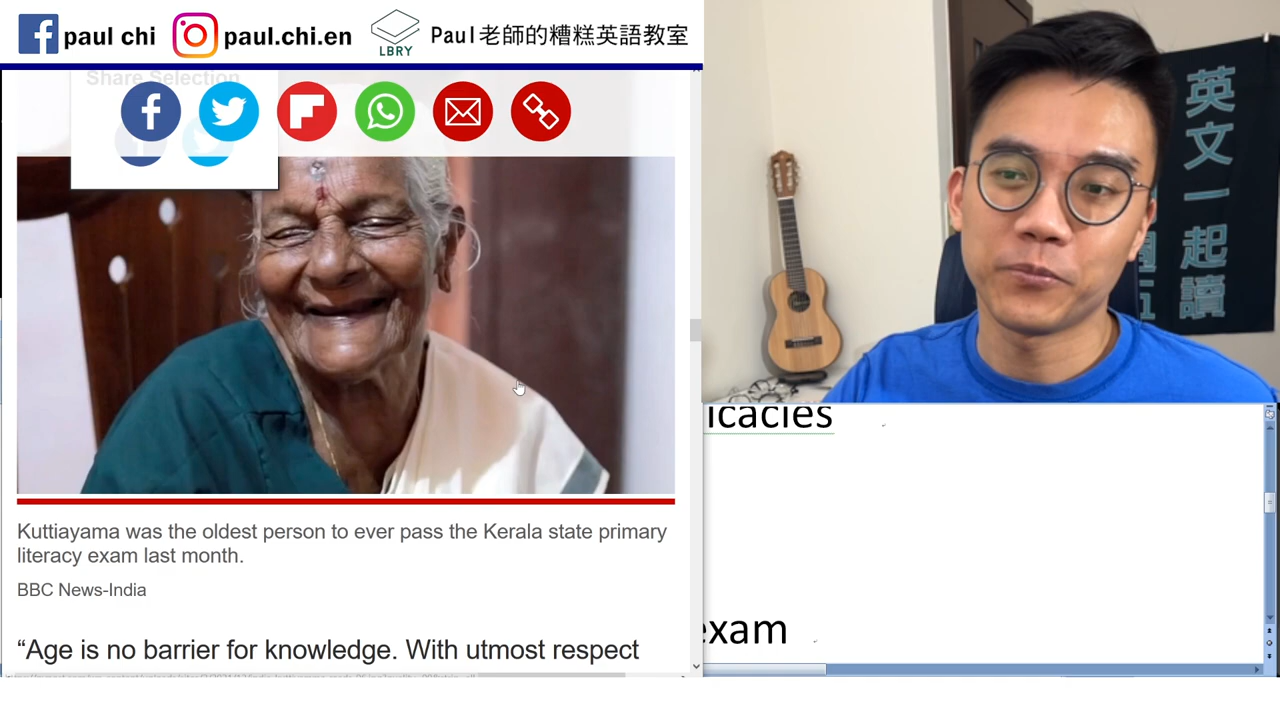 paul chi
paul.chi.en
LBRY
Paul老師的糟糕英語教室
Share Selection
Kuttiayama was the oldest person to ever pass the Kerala state primary
literacy exam last month.
BBC News-India
“Age is no barrier for knowledge. With utmost respect
英文一起讀
icacies
exam